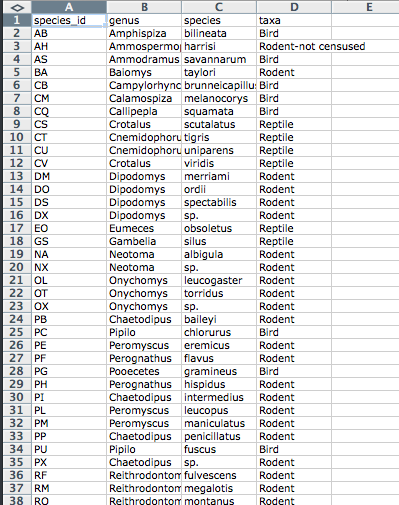 A B C D E
1 species_id genus species taxa
2 AB Amphispiza bilineata Bird
3 AH Ammospermo harrisi Rodent-not censused
4 AS Ammodramus savannarum Bird
5 BA Baiomys taylori Rodent
6 CB Campylorhync brunneicapillus Bird
7 CM Calamospiza melanocorys Bird
8 CQ Callipepla squamata Bird
9 CS Crotalus scutalatus Reptile
10 CT Cnemidophoru tigris Reptile
11 CU Cnemidophoru uniparens Reptile
12 CV Crotalus viridis Reptile
13 DM Dipodomys merriami Rodent
14 DO Dipodomys ordii Rodent
15 DS Dipodomys spectabilis Rodent
16 DX Dipodomys sp. Rodent
17 EO Eumeces obsoletus Reptile
18 GS Gambelia silus Reptile
19 NA Neotoma albigula Rodent
20 NX Neotoma sp. Rodent
21 OL Onychomys leucogaster Rodent
22 OT Onychomys torridus Rodent
23 OX Onychomys sp. Rodent
24 PB Chaetodipus baileyi Rodent
25 PC Pipilo chlorurus Bird
26 PE Peromyscus eremicus Rodent
27 PF Perognathus flavus Rodent
28 PG Pooecetes gramineus Bird
29 PH Perognathus hispidus Rodent
30 PI Chaetodipus intermedius Rodent
31 PL Peromyscus leucopus Rodent
32 PM Peromyscus maniculatus Rodent
33 PP Chaetodipus penicillatus Rodent
34 PU Pipilo fuscus Bird
35 PX Chaetodipus sp. Rodent
36 RF Reithrodontom fulvescens Rodent
37 RM Reithrodontom megalotis Rodent
38 RO Reithrodontom montanus Rodent